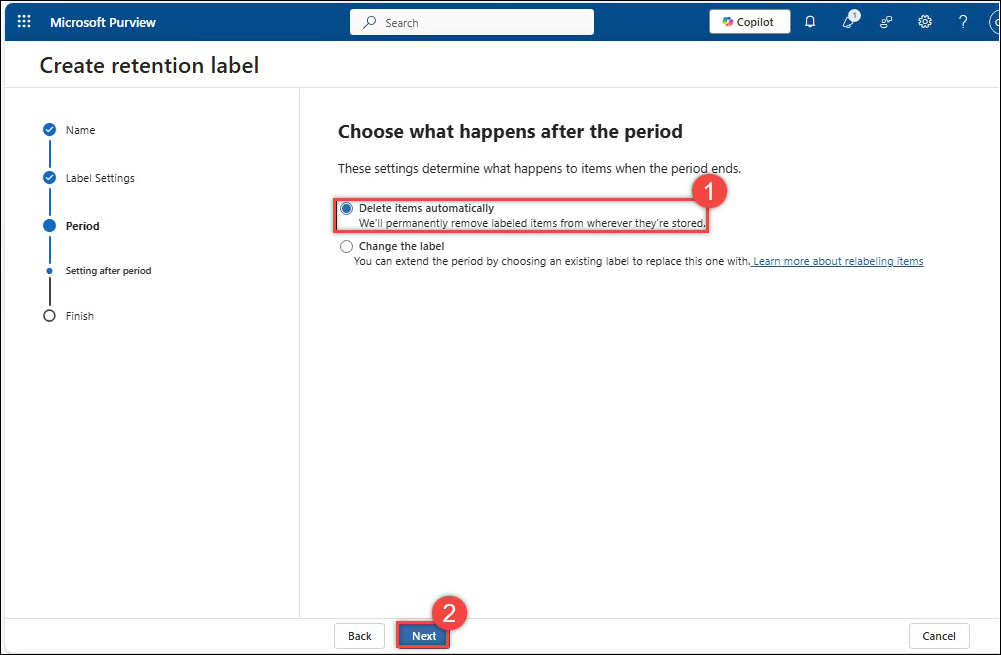 Microsoft Purview
Search
Copilot
1
?
Create retention label
Name
Label Settings
Period
Setting after period
Finish
Choose what happens after the period
These settings determine what happens to items when the period ends.
1
Delete items automatically
We'll permanently remove labeled items from wherever they're stored.
Change the label
You can extend the period by choosing an existing label to replace this one with. Learn more about relabeling items
2
Back
Next
Cancel